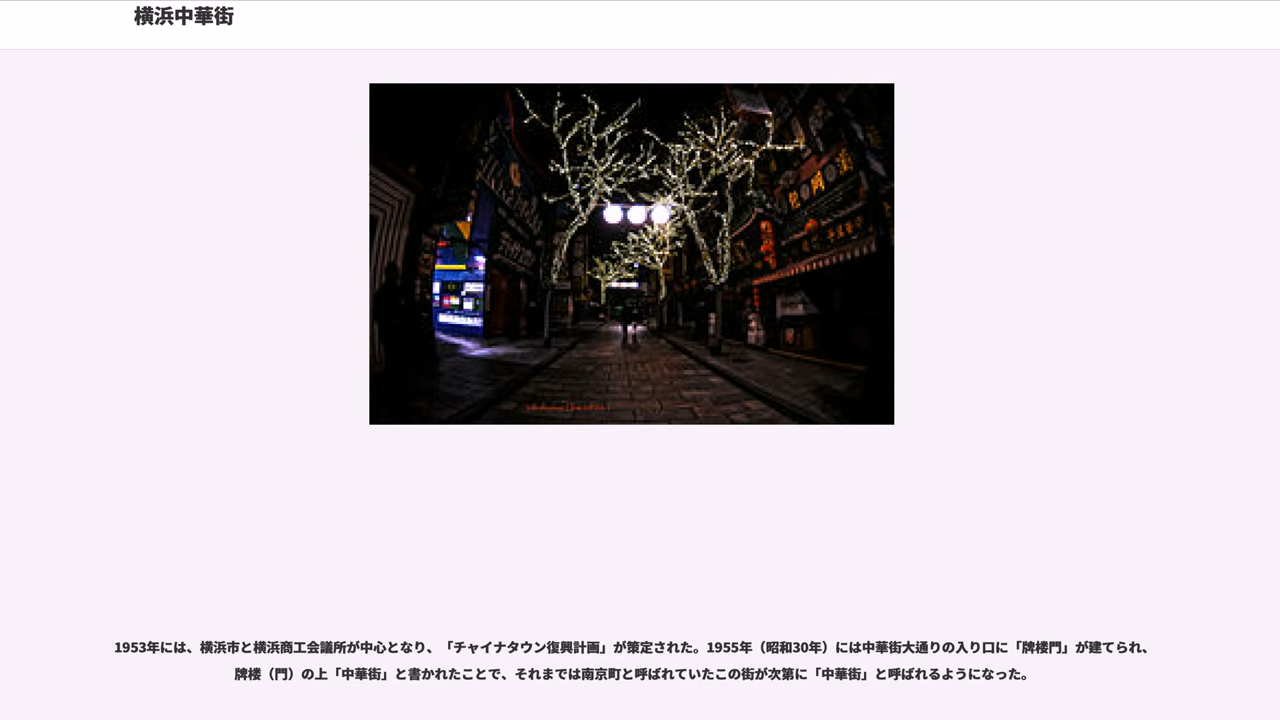 横浜中華街
1953年には、横浜市と横浜商工会議所が中心となり、「チャイナタウン復興計画」が策定された。1955年（昭和30年）には中華街大通りの入り口に「牌楼門」が建てられ、
牌楼（門）の上「中華街」と書かれたことで、それまでは南京町と呼ばれていたこの街が次第に「中華街」と呼ばれるようになった。